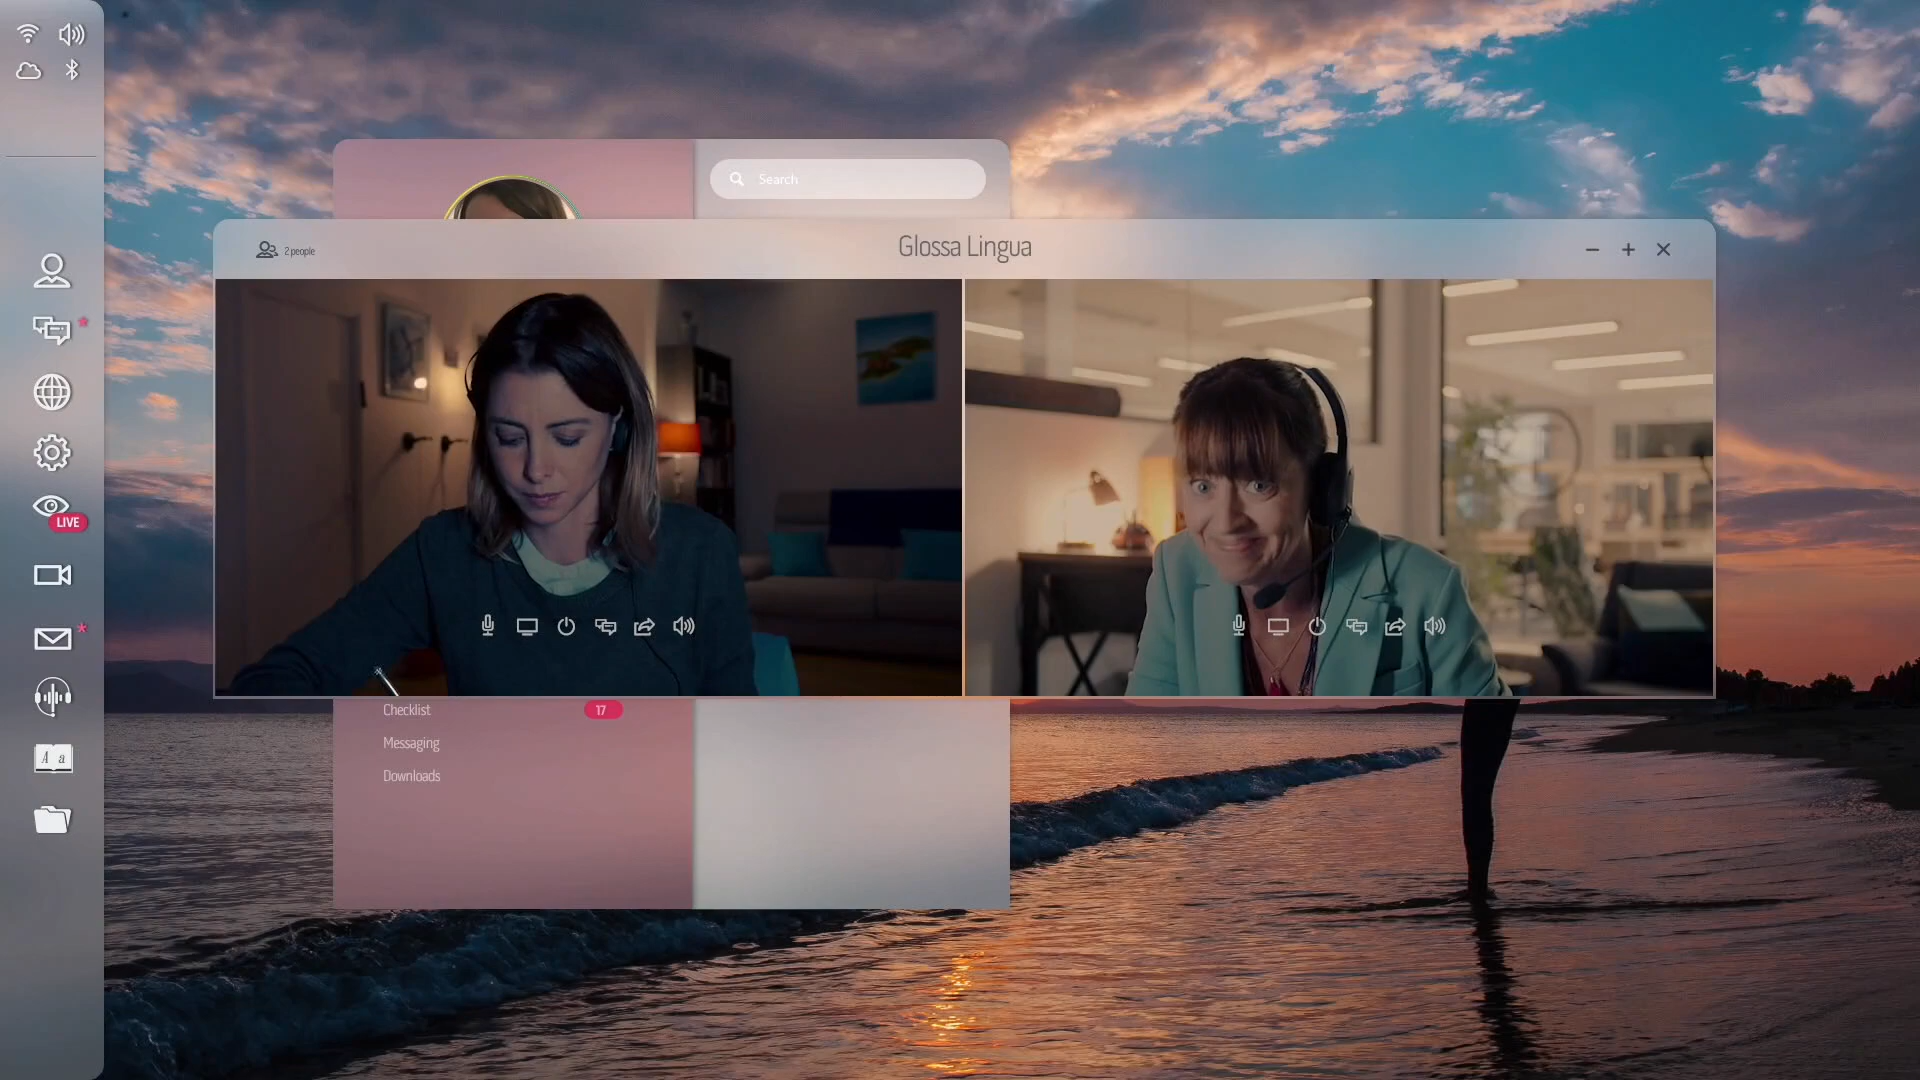 Search
2 people
Glossa Lingua
LIVE
Checklist 17
Messaging
Downloads
A a